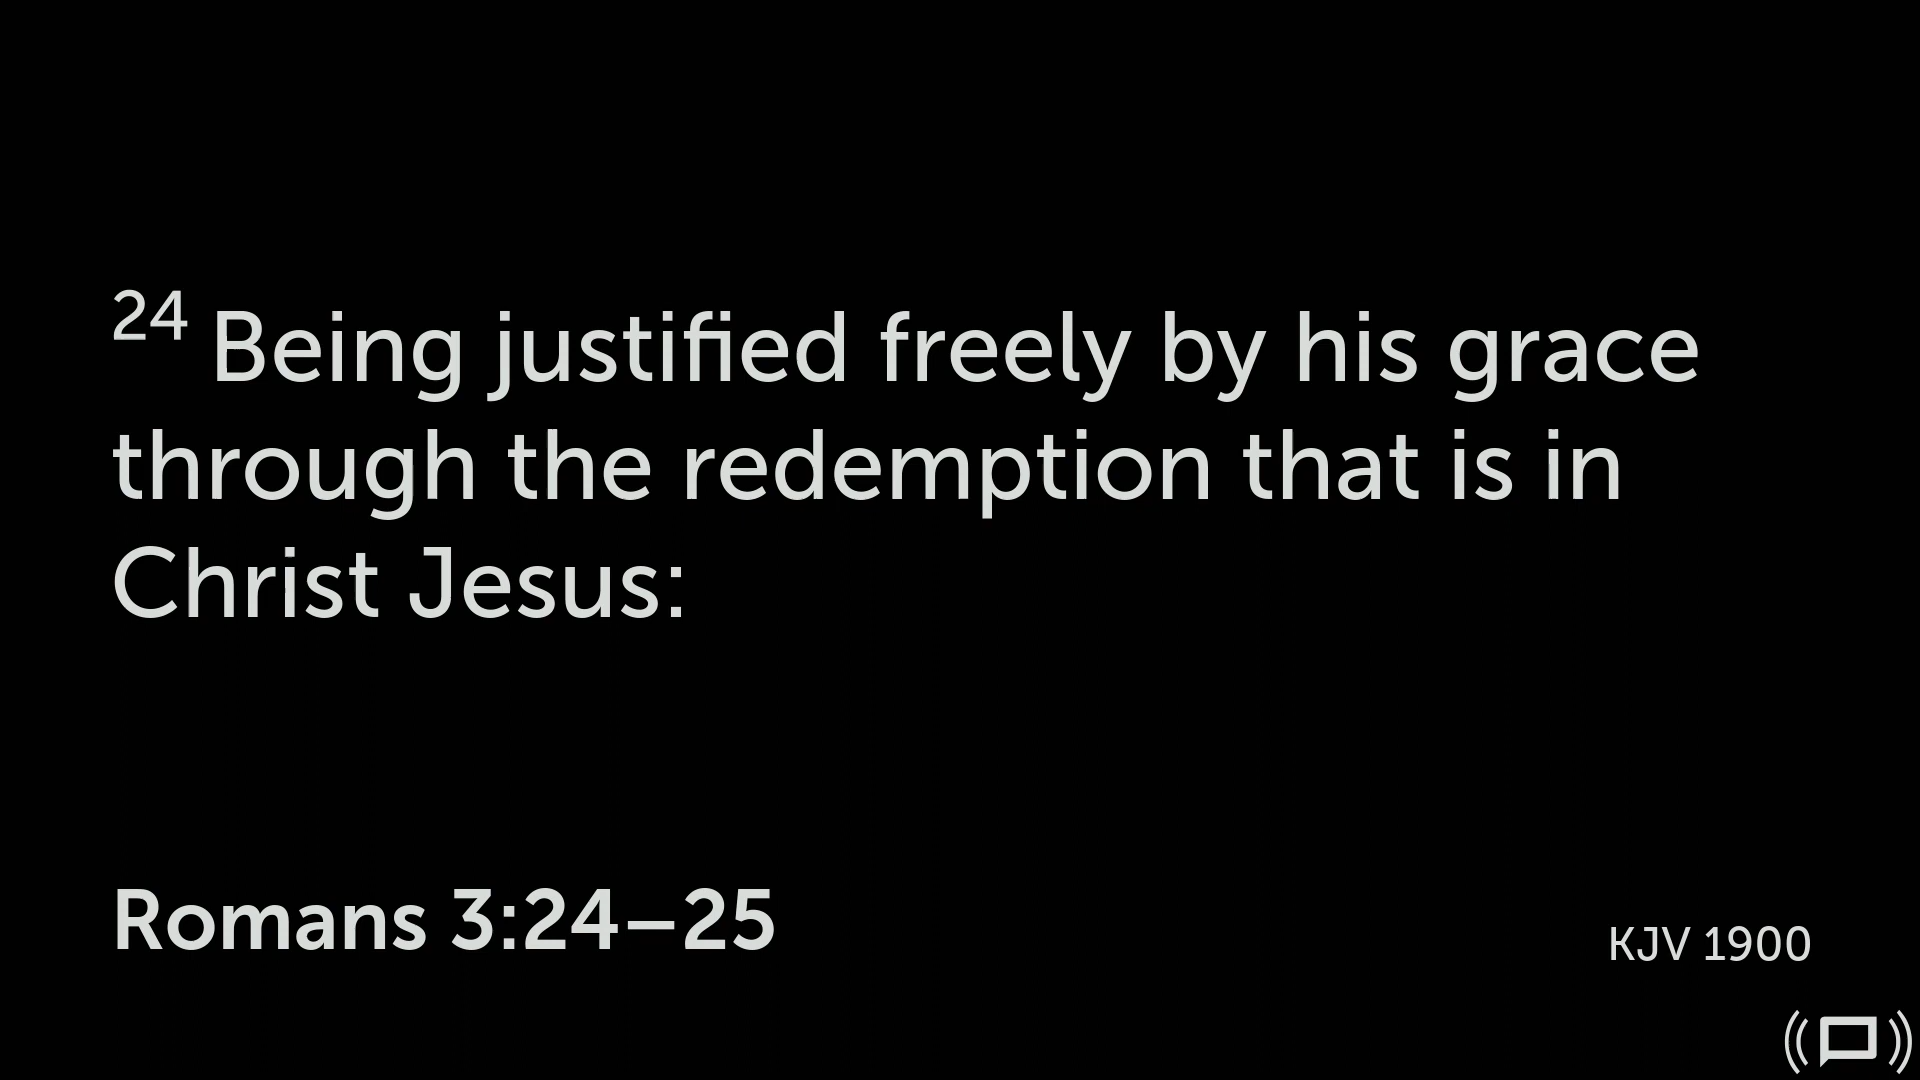 24 Being justified freely by his grace
through the redemption that is in
Christ Jesus:
Romans 3:24–25
KJV 1900